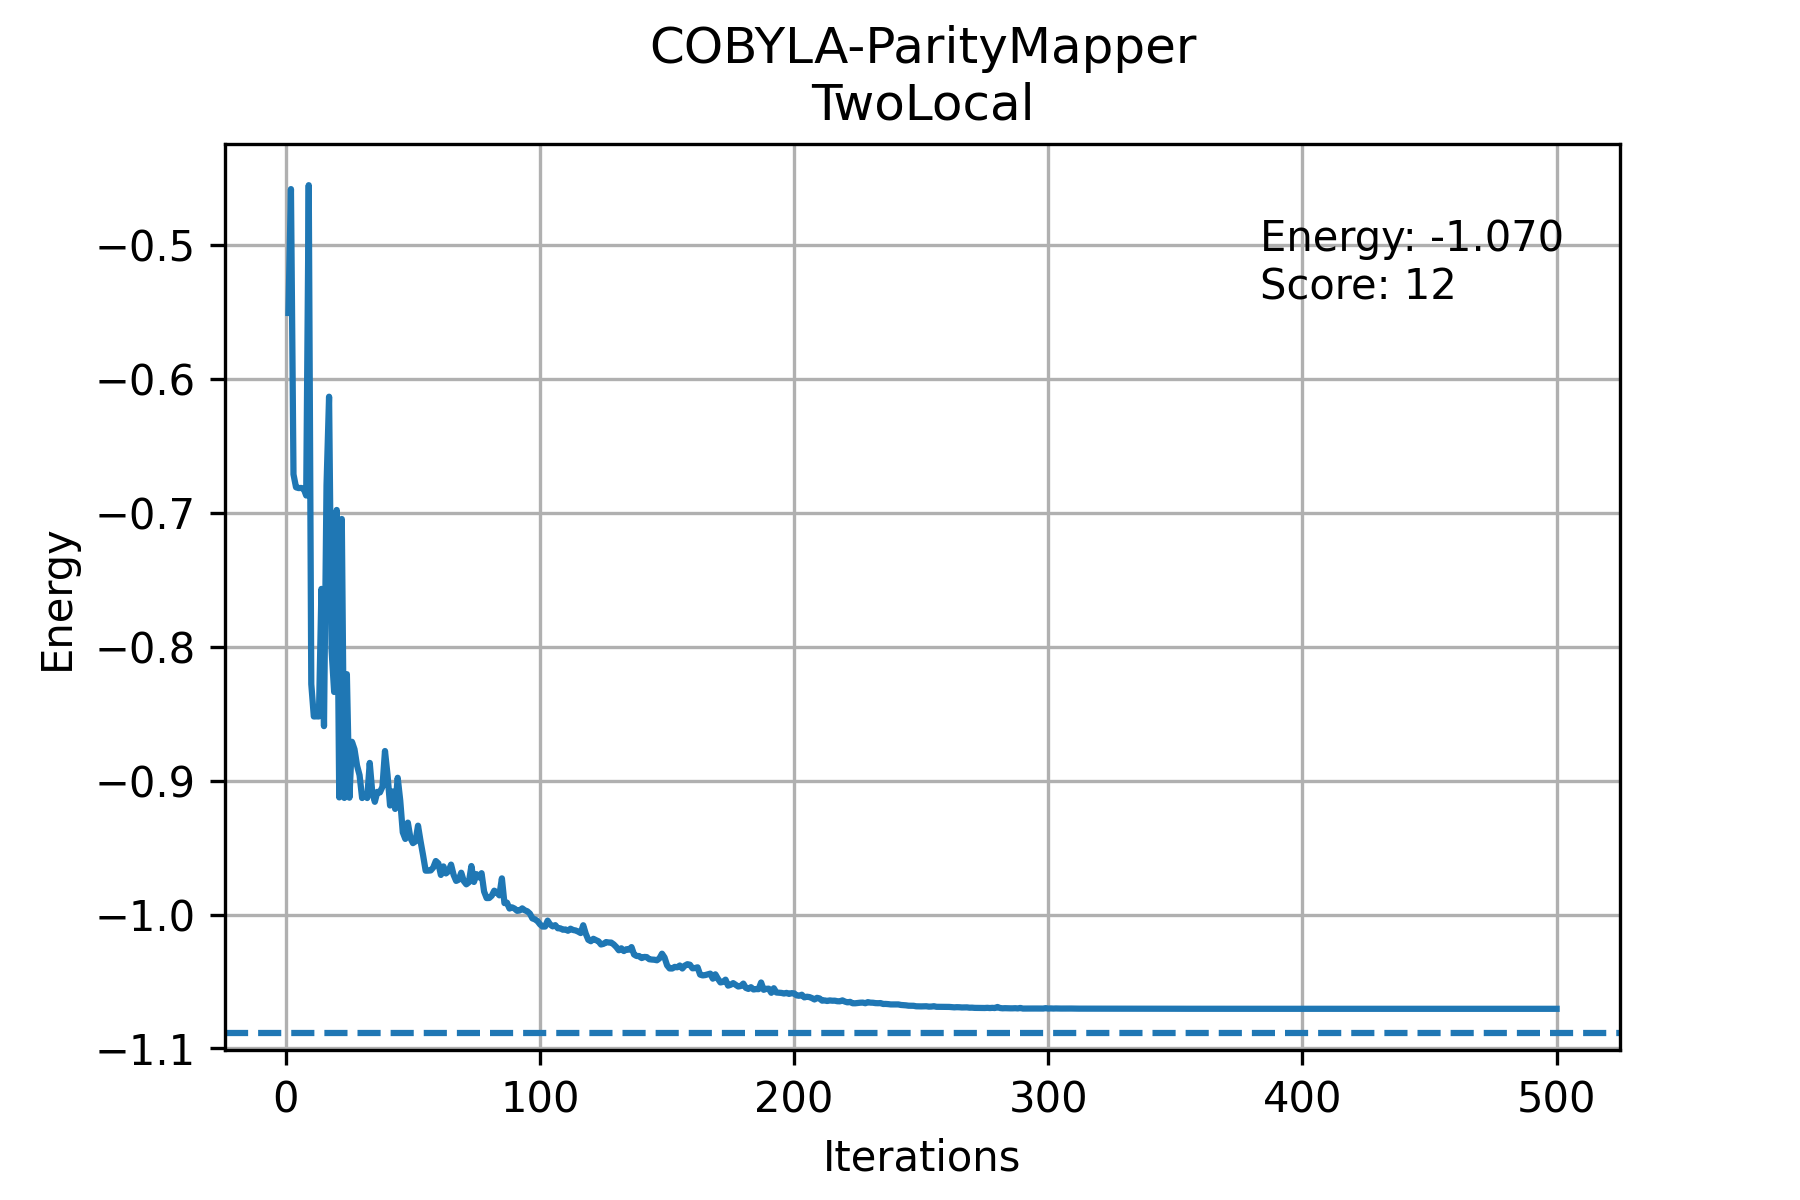 COBYLA-ParityMapper
TwoLocal
Energy: -1.070
Score: 12
Energy
−0.5
−0.6
−0.7
−0.8
−0.9
−1.0
−1.1
0 100 200 300 400 500
Iterations